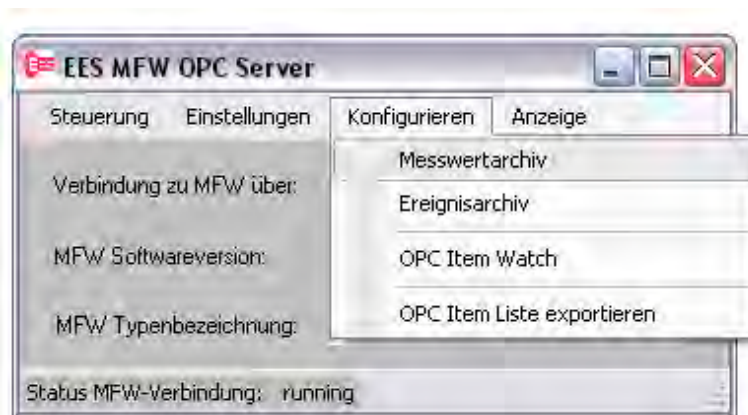 EES MFW OPC Server
Steuerung Einstellungen Konfigurieren Anzeige
Messwertarchiv
Verbindung zu MFW über:
Ereignisarchiv
MFW Softwareversion:
OPC Item Watch
MFW Typenbezeichnung:
OPC Item Liste exportieren
Status MFW-Verbindung: running